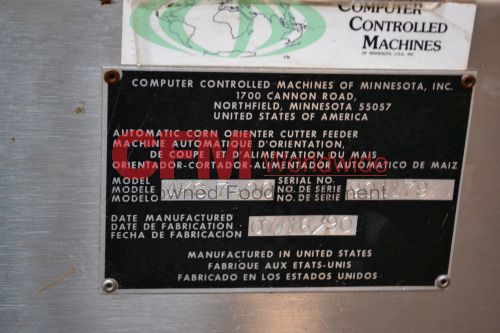 COMPUTER
CONTROLLED
MACHINES
OF MINNESOTA, U.S.A. INC.
COMPUTER CONTROLLED MACHINES OF MINNESOTA, INC.
1700 CANNON ROAD,
NORTHFIELD, MINNESOTA 55057
UNITED STATES OF AMERICA
AUTOMATIC CORN ORIENTER CUTTER FEEDER
MACHINE AUTOMATIQUE D'ORIENTATION,
DE COUPE ET D'ALIMENTATION DU MAIS
ORIENTADOR-CORTADOR-ALIMENTADOR AUTOMATICO DE MAIZ
MODEL SERIAL NO.
MODELE NO. DE SERIE
MODELO NO. DE SERIE
DATE MANUFACTURED
DATE DE FABRICATION
FECHA DE FABRICACION
MANUFACTURED IN UNITED STATES
FABRIQUE AUX ETATS-UNIS
FABRICADO EN LOS ESTADOS UNIDOS